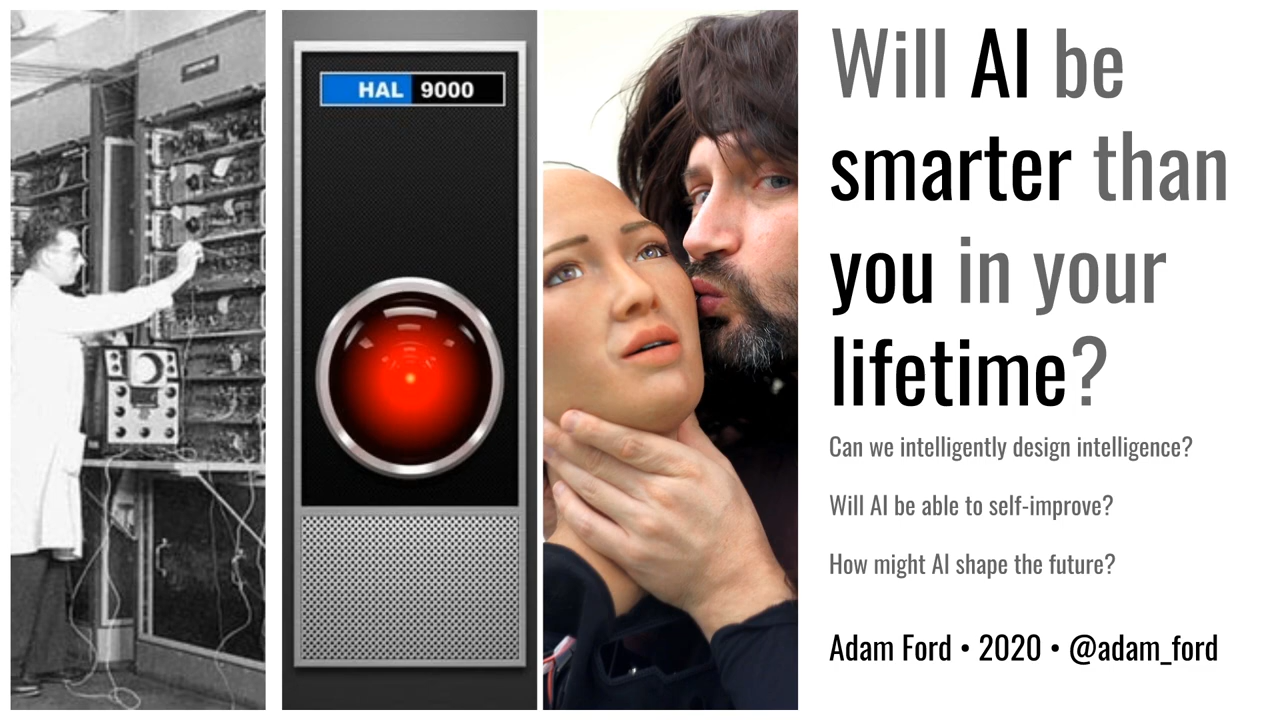 HAL 9000
Will AI be
smarter than
you in your
lifetime?
Can we intelligently design intelligence?
Will AI be able to self-improve?
How might AI shape the future?
Adam Ford • 2020 • @adam_ford